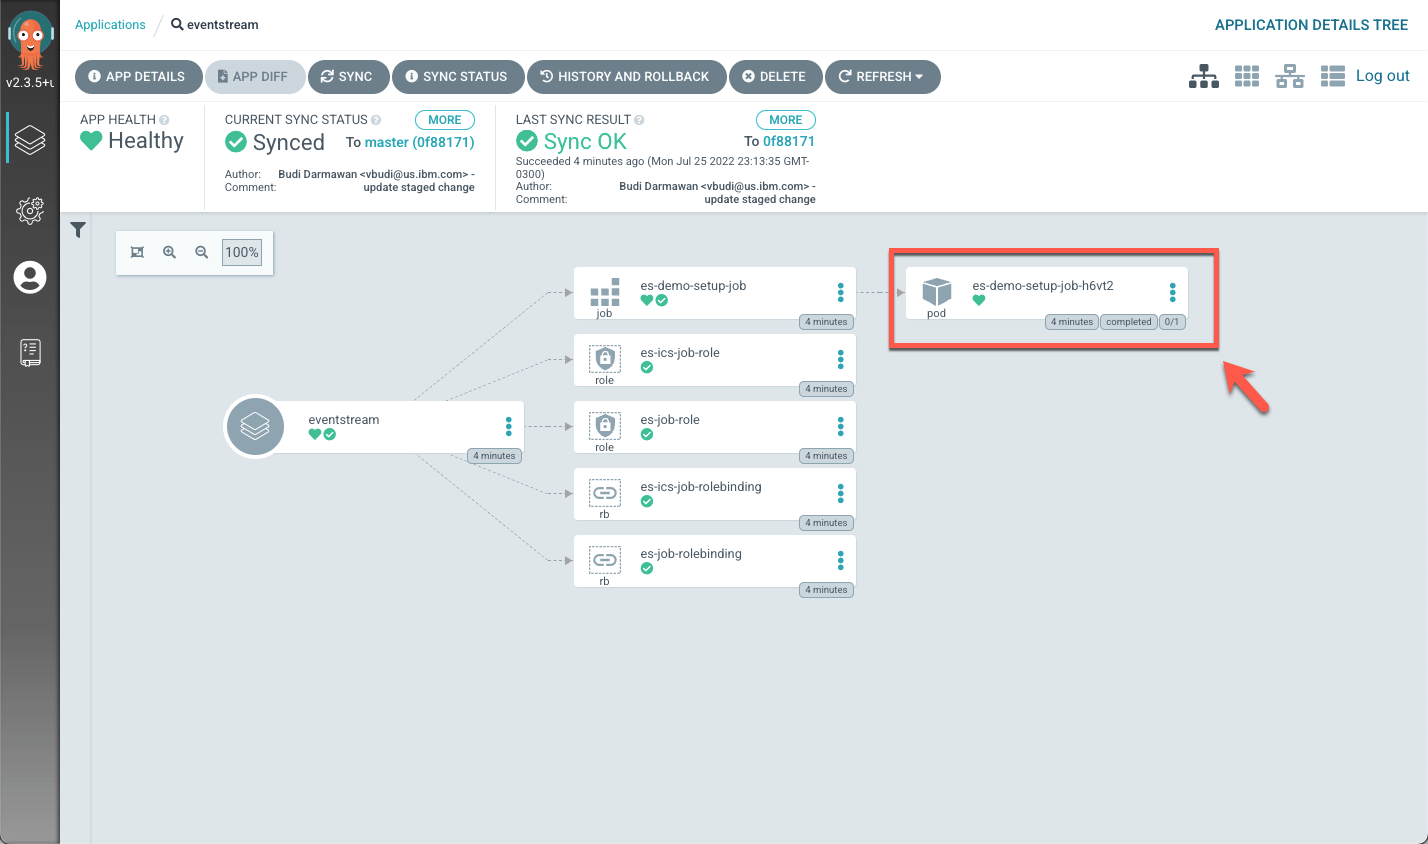 Applications
eventstream
APPLICATION DETAILS TREE
v2.3.5+u
APP DETAILS
APP DIFF
SYNC
SYNC STATUS
HISTORY AND ROLLBACK
DELETE
REFRESH
Log out
APP HEALTH
Healthy
CURRENT SYNC STATUS
MORE
Synced
To master (0f88171)
Author: Budi Darmawan <vbudi@us.ibm.com> -
Comment: update staged change
LAST SYNC RESULT
MORE
Sync OK
To 0f88171
Succeeded 4 minutes ago (Mon Jul 25 2022 23:13:35 GMT-
0300)
Author: Budi Darmawan <vbudi@us.ibm.com> -
Comment: update staged change
100%
eventstream
4 minutes
es-demo-setup-job
job
4 minutes
es-demo-setup-job-h6vt2
pod
4 minutes completed 0/1
es-ics-job-role
role
4 minutes
es-job-role
role
4 minutes
es-ics-job-rolebinding
rb
4 minutes
es-job-rolebinding
rb
4 minutes